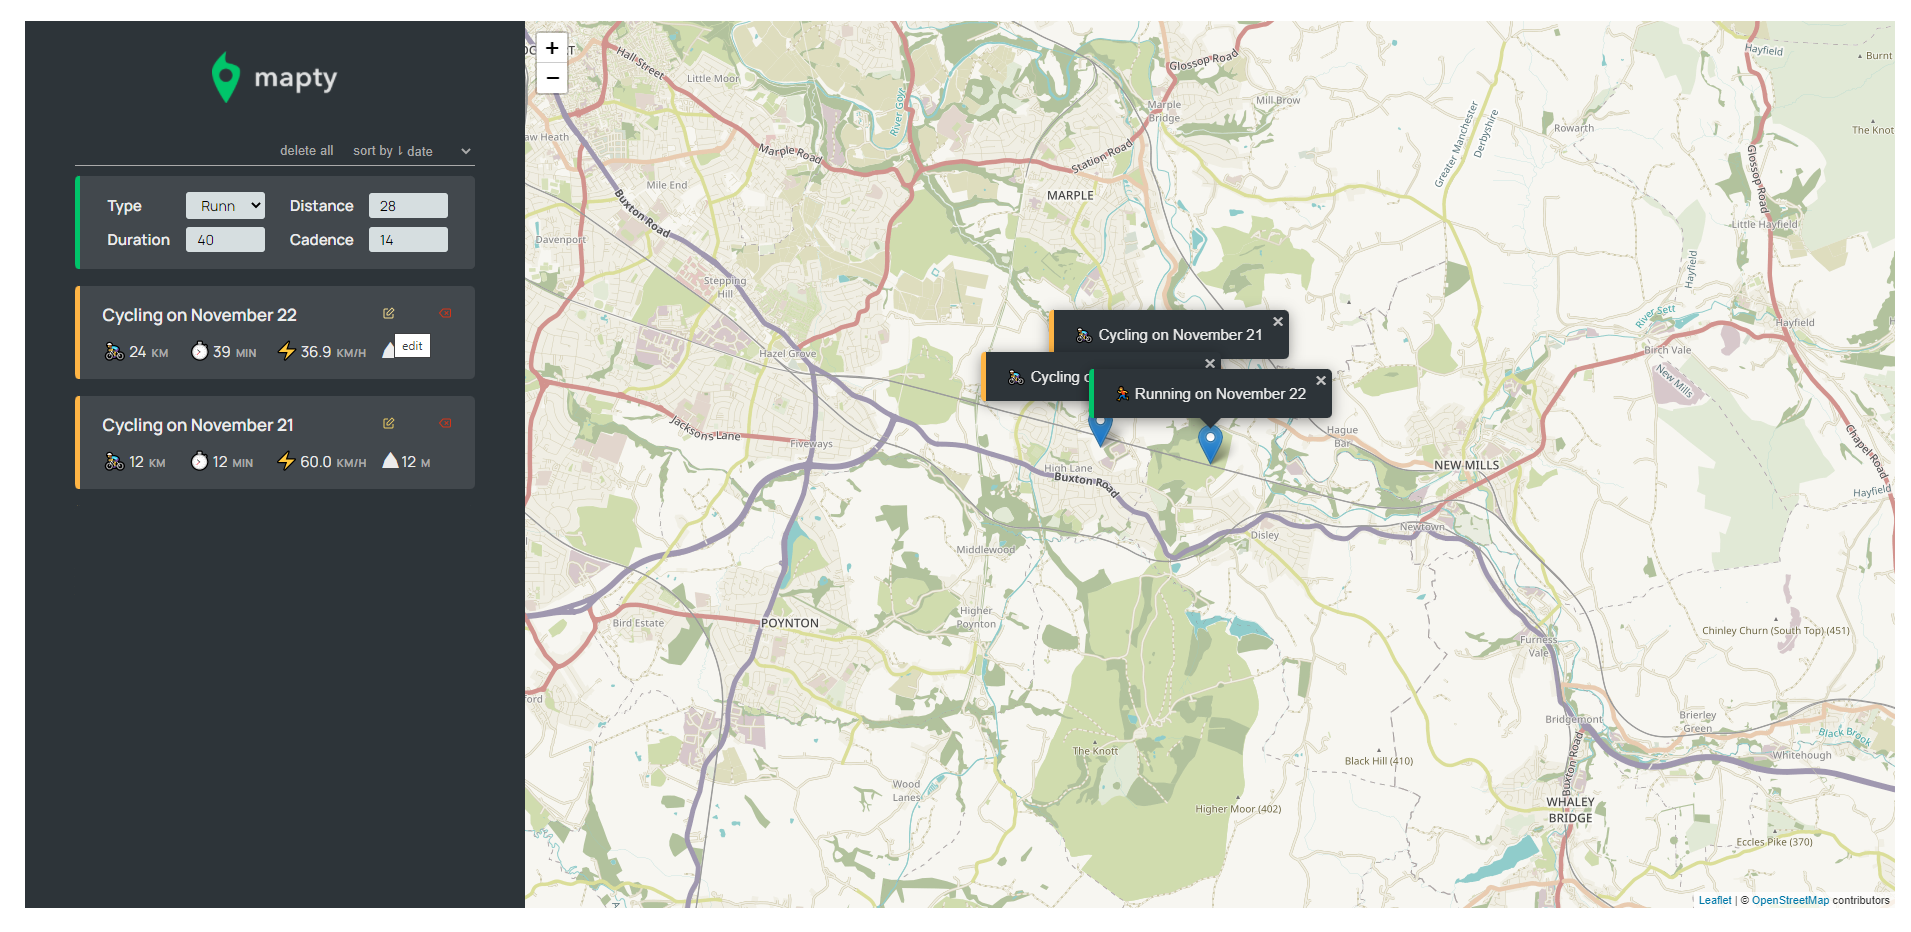 mapty
delete all
sort by
date
Type
Runn
Distance
28
Duration
40
Cadence
14
Cycling on November 22
24 KM
39 MIN
36.9 KM/H
edit
Cycling on November 21
12 KM
12 MIN
60.0 KM/H
12 M
+
−
Hall Street
Little Moor
River Goyt
Glossop Road
Marple
Bridge
Mill Brow
Hayfield
Burnt
Greater Manchester
Derbyshire
Rowarth
The Knot
aw Heath
Marple Road
Station Road
Glossop Road
Mile End
MARPLE
Buxton Road
Little Hayfield
Davenport
Hayfield
Stepping
Hill
River Sett
Hayfield
Cycling on November 21
Hazel Grove
Birch Vale
Cycling o
New Mills
Running on November 22
Jacksons Lane
Fiveways
Hague
Bar
Chapel Road
High Lane
NEW MILLS
Buxton Road
Hayfield
Newtown
Disley
Middlewood
Higher
Poynton
Bird Estate
POYNTON
Chinley Churn (South Top) (451)
Furness
Vale
ford
Bridgemont
Brierley
Green
Black Brook
The Knott
Whitehough
Black Hill (410)
Buxton Road
Wood
Lanes
Higher Moor (402)
WHALEY
BRIDGE
Eccles Pike (370)
Leaflet | © OpenStreetMap contributors